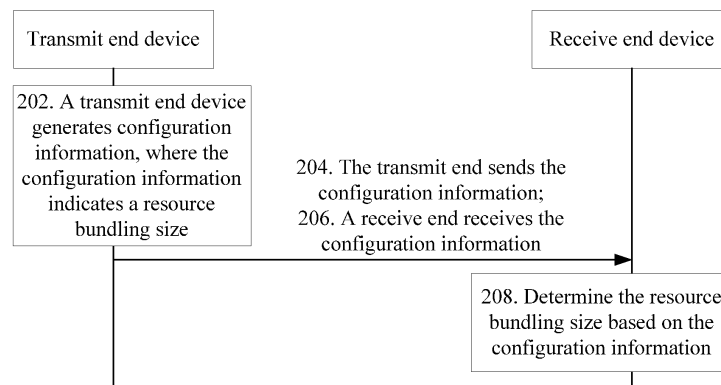 Transmit end device
Receive end device
202. A transmit end device
generates configuration
information, where the
configuration information
indicates a resource
bundling size
204. The transmit end sends the
configuration information;
206. A receive end receives the
configuration information
208. Determine the resource
bundling size based on the
configuration information